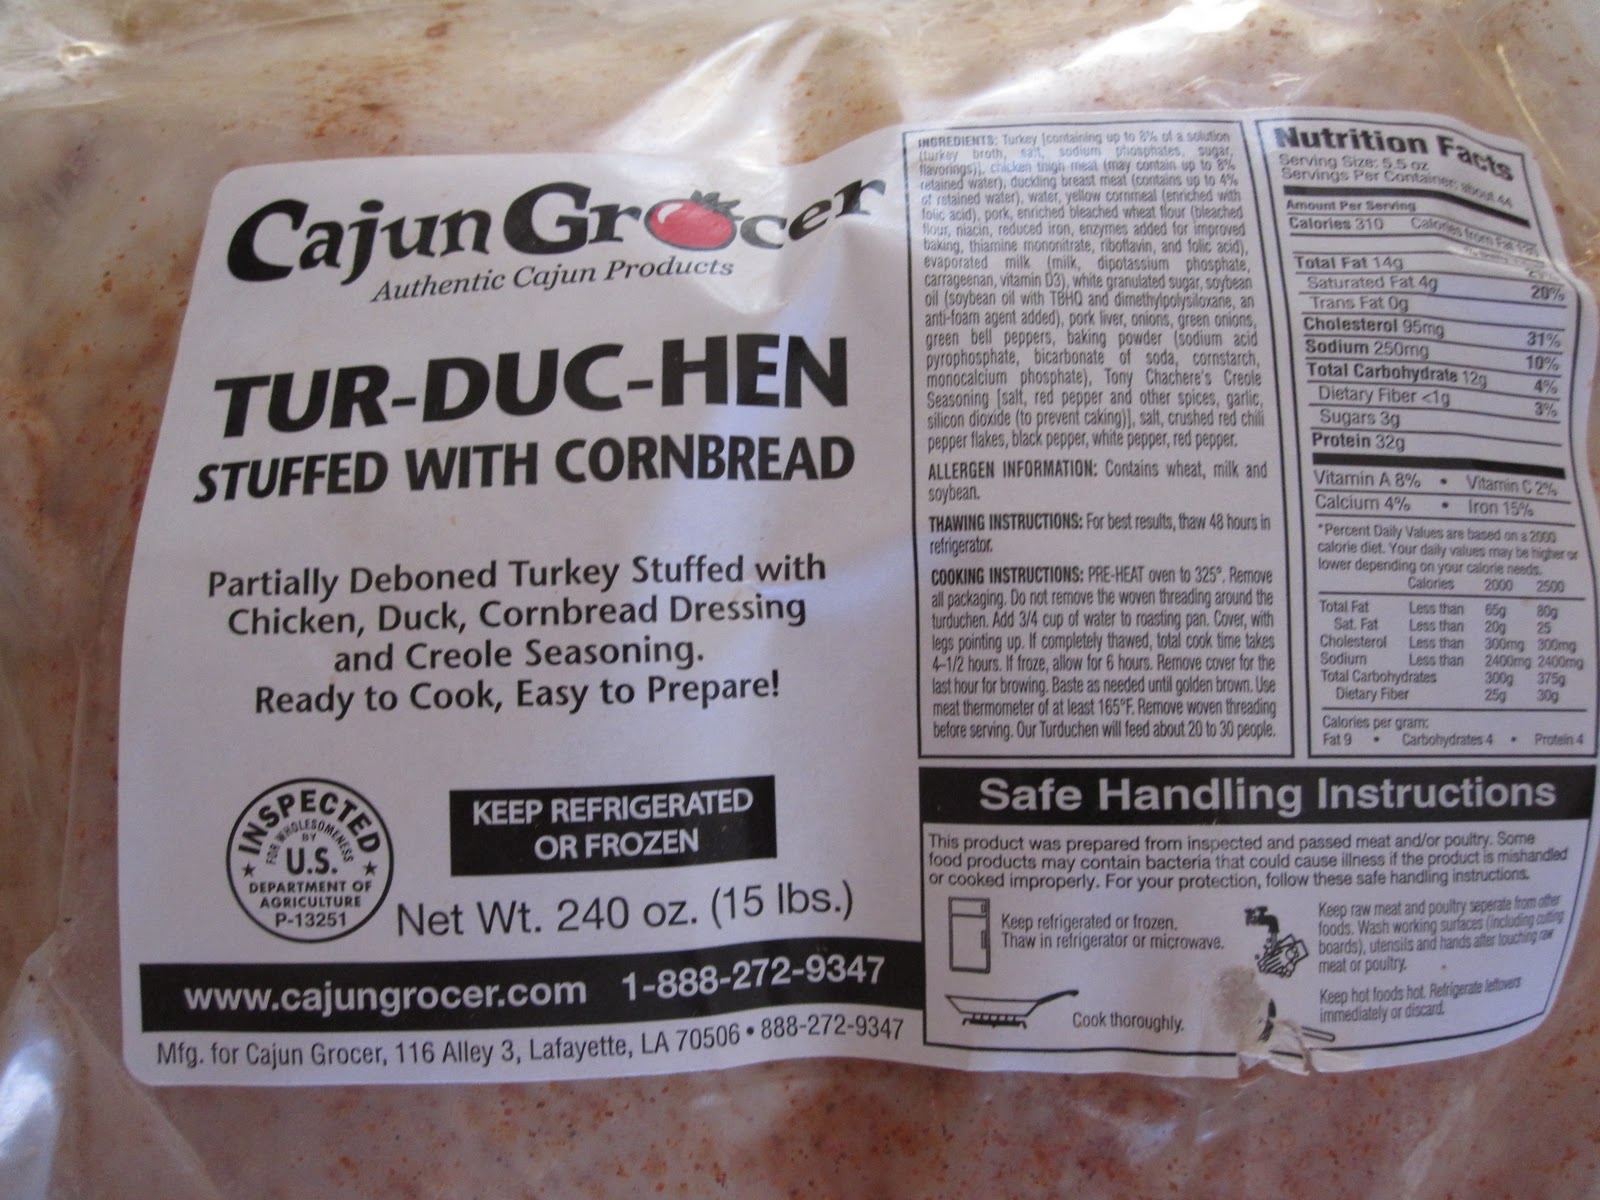 Cajun Grocer
Authentic Cajun Products
TUR-DUC-HEN
STUFFED WITH CORNBREAD
Partially Deboned Turkey Stuffed with
Chicken, Duck, Cornbread Dressing
and Creole Seasoning.
Ready to Cook, Easy to Prepare!
INSPECTED
FOR WHOLESOMENESS
BY
U.S.
DEPARTMENT OF
AGRICULTURE
P-13251
KEEP REFRIGERATED
OR FROZEN
Net Wt. 240 oz. (15 lbs.)
www.cajungrocer.com 1-888-272-9347
Mfg. for Cajun Grocer, 116 Alley 3, Lafayette, LA 70506 • 888-272-9347
INGREDIENTS: Turkey [containing up to 8% of a solution
(turkey broth, salt, sodium phosphates, sugar,
flavorings)], chicken thigh meat (may contain up to 8%
retained water), duckling breast meat (contains up to 4%
of retained water), water, yellow cornmeal (enriched with
folic acid), pork, enriched bleached wheat flour (bleached
flour, niacin, reduced iron, enzymes added for improved
baking, thiamine mononitrate, riboflavin, and folic acid),
evaporated milk (milk, dipotassium phosphate,
carrageenan, vitamin D3), white granulated sugar, soybean
oil (soybean oil with TBHQ and dimethylpolysiloxane, an
anti-foam agent added), pork liver, onions, green onions,
green bell peppers, baking powder (sodium acid
pyrophosphate, bicarbonate of soda, cornstarch,
monocalcium phosphate), Tony Chachere's Creole
Seasoning [salt, red pepper and other spices, garlic,
silicon dioxide (to prevent caking)], salt, crushed red chili
pepper flakes, black pepper, white pepper, red pepper.
ALLERGEN INFORMATION: Contains wheat, milk and
soybean.
THAWING INSTRUCTIONS: For best results, thaw 48 hours in
refrigerator.
COOKING INSTRUCTIONS: PRE-HEAT oven to 325°. Remove
all packaging. Do not remove the woven threading around the
turduchen. Add 3/4 cup of water to roasting pan. Cover, with
legs pointing up. If completely thawed, total cook time takes
4-1/2 hours. If froze, allow for 6 hours. Remove cover for the
last hour for browing. Baste as needed until golden brown. Use
meat thermometer of at least 165°F. Remove woven threading
before serving. Our Turduchen will feed about 20 to 30 people.
Nutrition Facts
Serving Size: 5.5 oz
Servings Per Container: about 44
Amount Per Serving
Calories 310 Calories from Fat
Total Fat 14g
Saturated Fat 4g 20%
Trans Fat 0g
Cholesterol 95mg 31%
Sodium 250mg 10%
Total Carbohydrate 12g 4%
Dietary Fiber <1g 3%
Sugars 3g
Protein 32g
Vitamin A 8% • Vitamin C 2%
Calcium 4% • Iron 15%
*Percent Daily Values are based on a 2000
calorie diet. Your daily values may be higher or
lower depending on your calorie needs.
Calories 2000 2500
Total Fat Less than 65g 80g
Sat. Fat Less than 20g 25
Cholesterol Less than 300mg 300mg
Sodium Less than 2400mg 2400mg
Total Carbohydrates 300g 375g
Dietary Fiber 25g 30g
Calories per gram:
Fat 9 • Carbohydrates 4 • Protein 4
Safe Handling Instructions
This product was prepared from inspected and passed meat and/or poultry. Some
food products may contain bacteria that could cause illness if the product is mishandled
or cooked improperly. For your protection, follow these safe handling instructions.
Keep refrigerated or frozen.
Thaw in refrigerator or microwave.
Keep raw meat and poultry seperate from other
foods. Wash working surfaces (including cutting
boards), utensils and hands after touching raw
meat or poultry.
Cook thoroughly.
Keep hot foods hot. Refrigerate leftovers
immediately or discard.